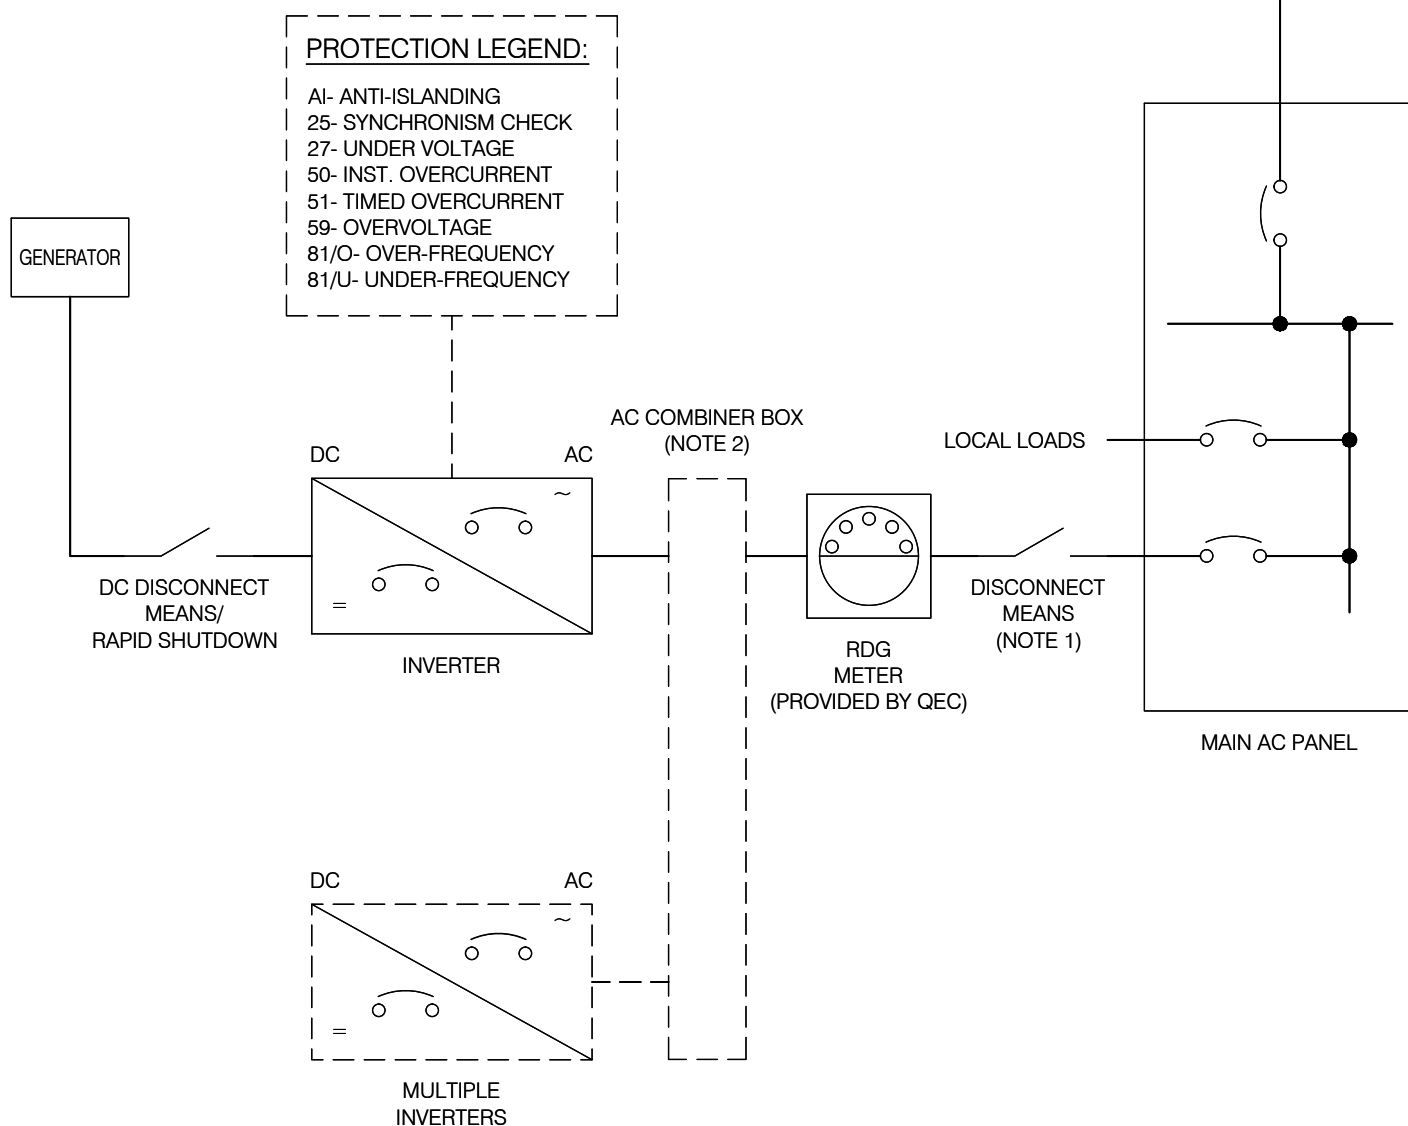 PROTECTION LEGEND:
AI- ANTI-ISLANDING
25- SYNCHRONISM CHECK
27- UNDER VOLTAGE
50- INST. OVERCURRENT
51- TIMED OVERCURRENT
59- OVERVOLTAGE
81/O- OVER-FREQUENCY
81/U- UNDER-FREQUENCY
GENERATOR
AC COMBINER BOX
(NOTE 2)
LOCAL LOADS
DC
AC
~
=
DC DISCONNECT
MEANS/
RAPID SHUTDOWN
INVERTER
RDG
METER
(PROVIDED BY QEC)
DISCONNECT
MEANS
(NOTE 1)
MAIN AC PANEL
DC
AC
~
=
MULTIPLE
INVERTERS